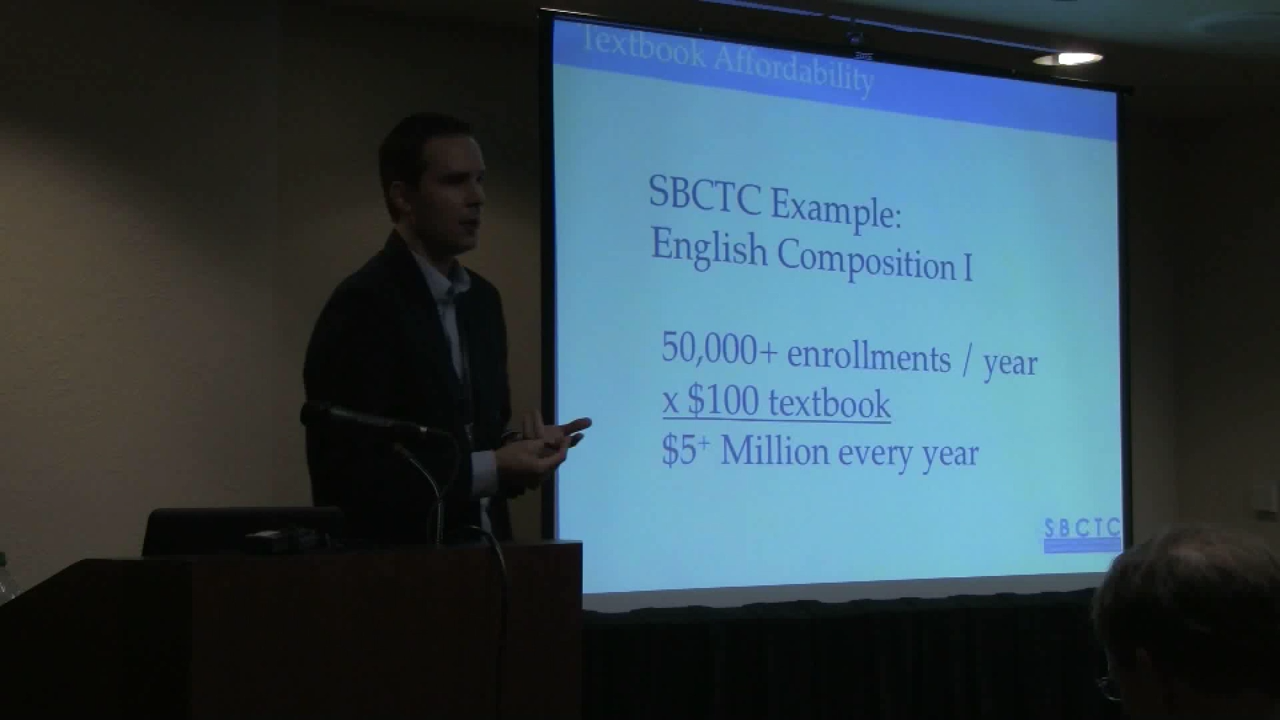 Textbook Affordability
SBCTC Example:
English Composition I
50,000+ enrollments / year
x $100 textbook
$5+ Million every year
SBCTC